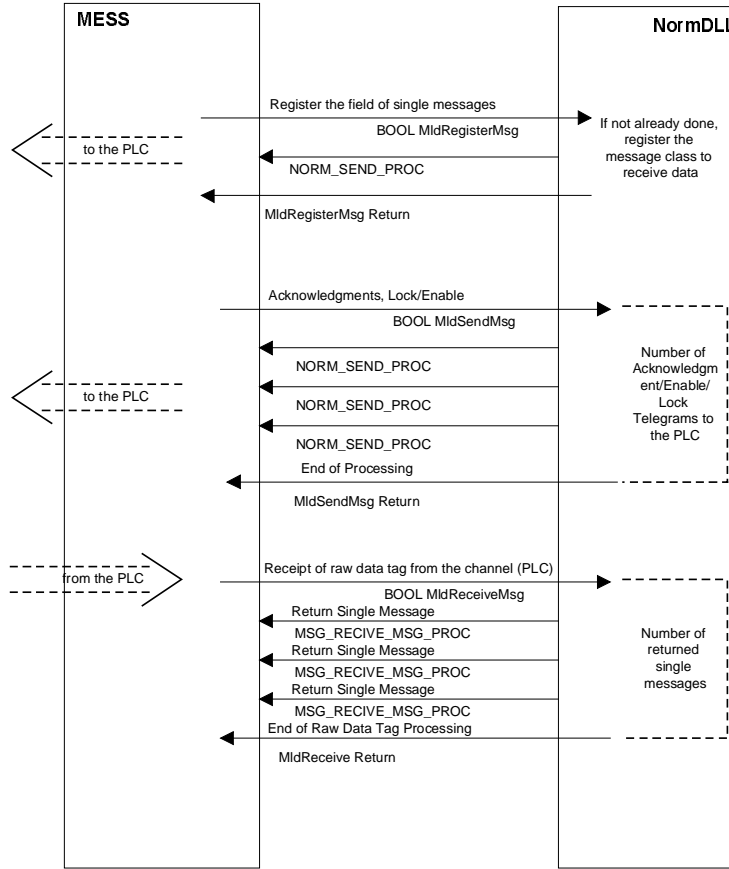 MESS
NormDLL
Register the field of single messages
BOOL MldRegisterMsg
If not already done,
register the
message class to
receive data
to the PLC
NORM_SEND_PROC
MldRegisterMsg Return
Acknowledgments, Lock/Enable
BOOL MldSendMsg
NORM_SEND_PROC
to the PLC
NORM_SEND_PROC
NORM_SEND_PROC
Number of
Acknowledgm
ent/Enable/
Lock
Telegrams to
the PLC
End of Processing
MldSendMsg Return
from the PLC
Receipt of raw data tag from the channel (PLC)
BOOL MldReceiveMsg
Return Single Message
MSG_RECIVE_MSG_PROC
Return Single Message
MSG_RECIVE_MSG_PROC
Return Single Message
MSG_RECIVE_MSG_PROC
Number of
returned
single
messages
End of Raw Data Tag Processing
MldReceive Return